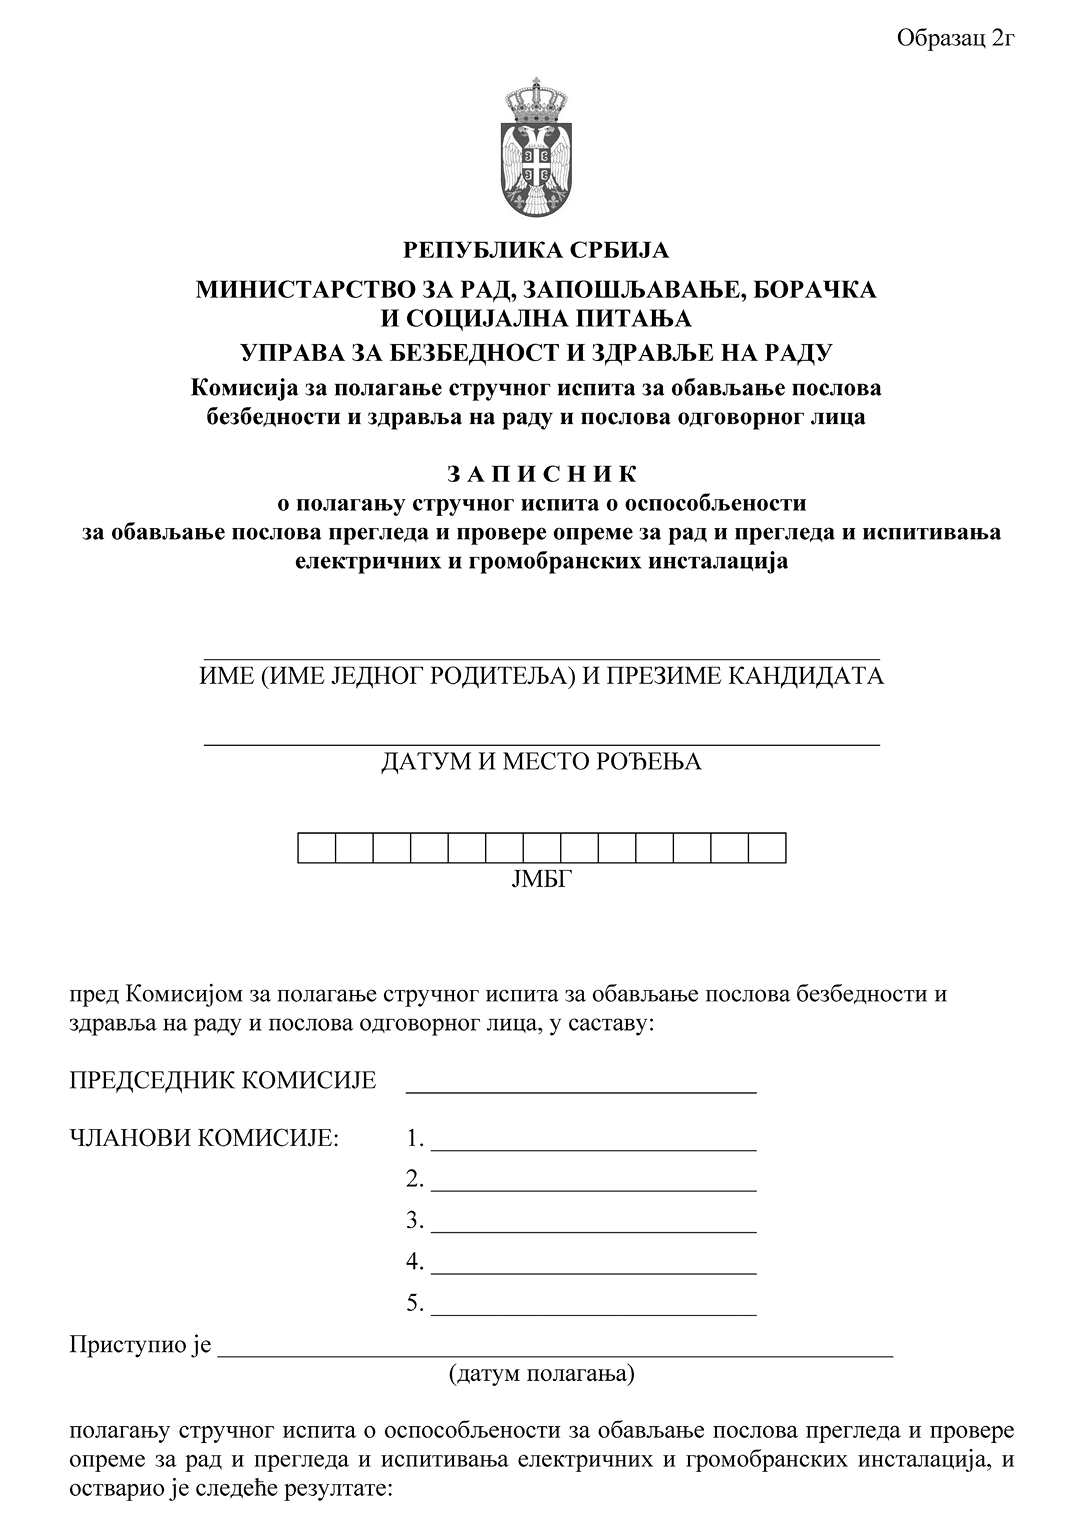 Образац 2г
РЕПУБЛИКА СРБИЈА
МИНИСТАРСТВО ЗА РАД, ЗАПОШЉАВАЊЕ, БОРАЧКА
И СОЦИЈАЛНА ПИТАЊА
УПРАВА ЗА БЕЗБЕДНОСТ И ЗДРАВЉЕ НА РАДУ
Комисија за полагање стручног испита за обављање послова
безбедности и здравља на раду и послова одговорног лица
З А П И С Н И К
о полагању стручног испита о оспособљености
за обављање послова прегледа и провере опреме за рад и прегледа и испитивања
електричних и громобранских инсталација
ИМЕ (ИМЕ ЈЕДНОГ РОДИТЕЉА) И ПРЕЗИМЕ КАНДИДАТА
ДАТУМ И МЕСТО РОЂЕЊА
ЈМБГ
пред Комисијом за полагање стручног испита за обављање послова безбедности и
здравља на раду и послова одговорног лица, у саставу:
ПРЕДСЕДНИК КОМИСИЈЕ
ЧЛАНОВИ КОМИСИЈЕ: 1.
2.
3.
4.
5.
Приступио је
(датум полагања)
полагању стручног испита о оспособљености за обављање послова прегледа и провере
опреме за рад и прегледа и испитивања електричних и громобранских инсталација, и
остварио је следеће резултате: